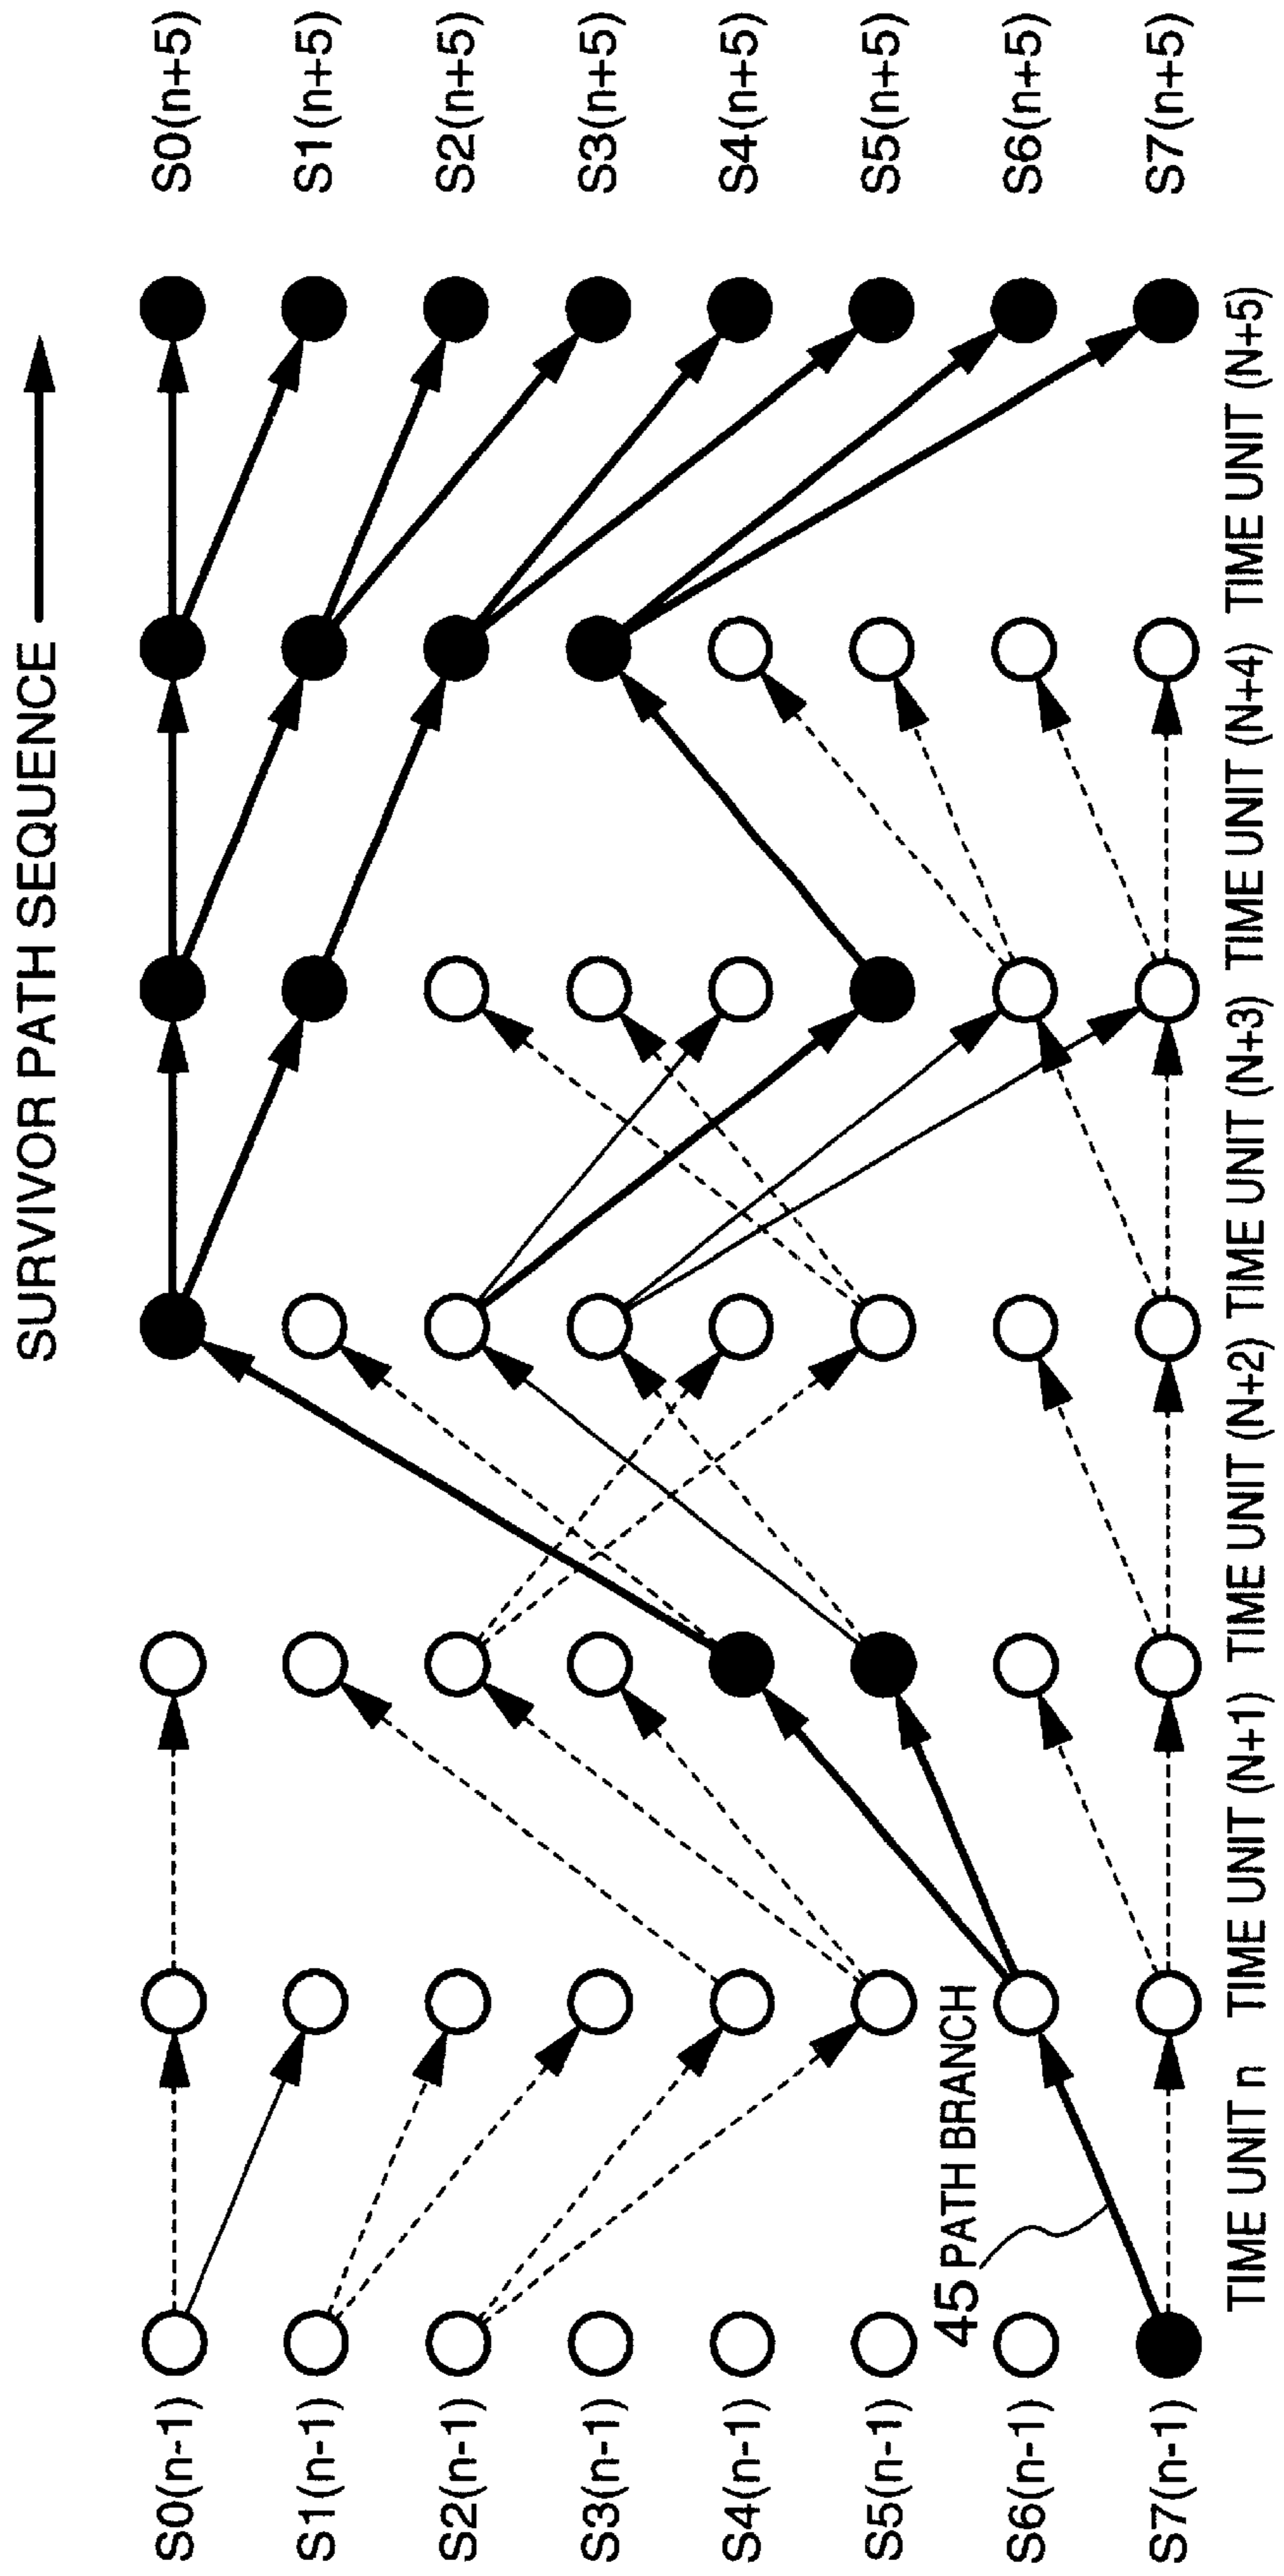 SURVIVOR PATH SEQUENCE
S0(n-1)
S1(n-1)
S2(n-1)
S3(n-1)
S4(n-1)
S5(n-1)
S6(n-1)
S7(n-1)
S0(n+5)
S1(n+5)
S2(n+5)
S3(n+5)
S4(n+5)
S5(n+5)
S6(n+5)
S7(n+5)
45 PATH BRANCH
TIME UNIT n TIME UNIT (N+1) TIME UNIT (N+2) TIME UNIT (N+3) TIME UNIT (N+4) TIME UNIT (N+5)